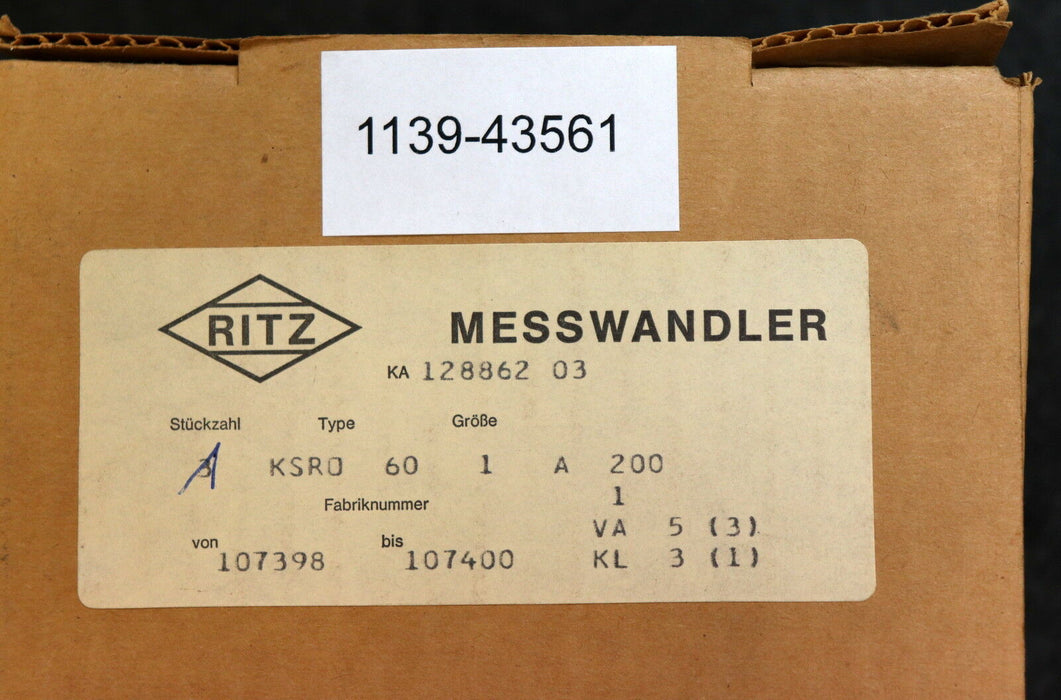 1139-43561
RITZ
MESSWANDLER
KA 128862 03
Stückzahl Type Größe
1 KSRO 60 1 A 200
1
Fabriknummer
VA 5 (3)
von 107398 bis 107400
KL 3 (1)